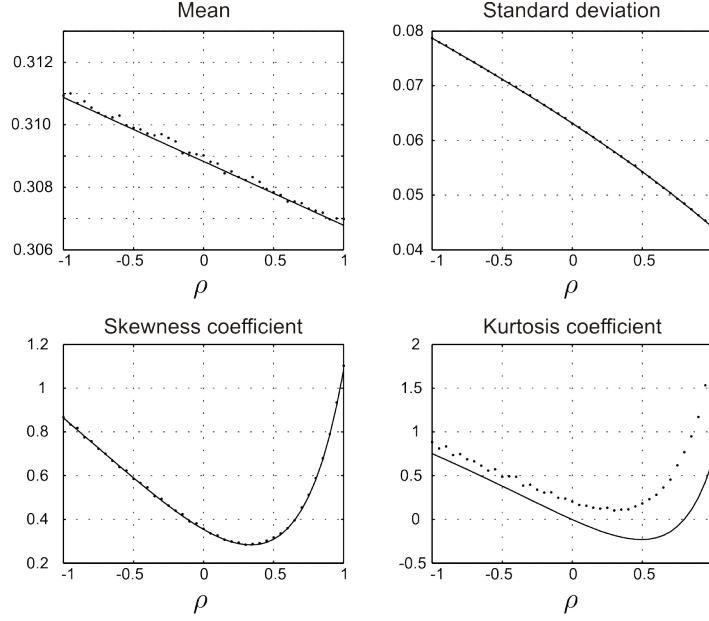 Mean
0.312
0.310
0.308
0.306
-1 -0.5 0 0.5 1
ρ
Standard deviation
0.08
0.07
0.06
0.05
0.04
-1 -0.5 0 0.5
ρ
Skewness coefficient
1.2
1
0.8
0.6
0.4
0.2
-1 -0.5 0 0.5 1
ρ
Kurtosis coefficient
2
1.5
1
0.5
0
-0.5
-1 -0.5 0 0.5
ρ